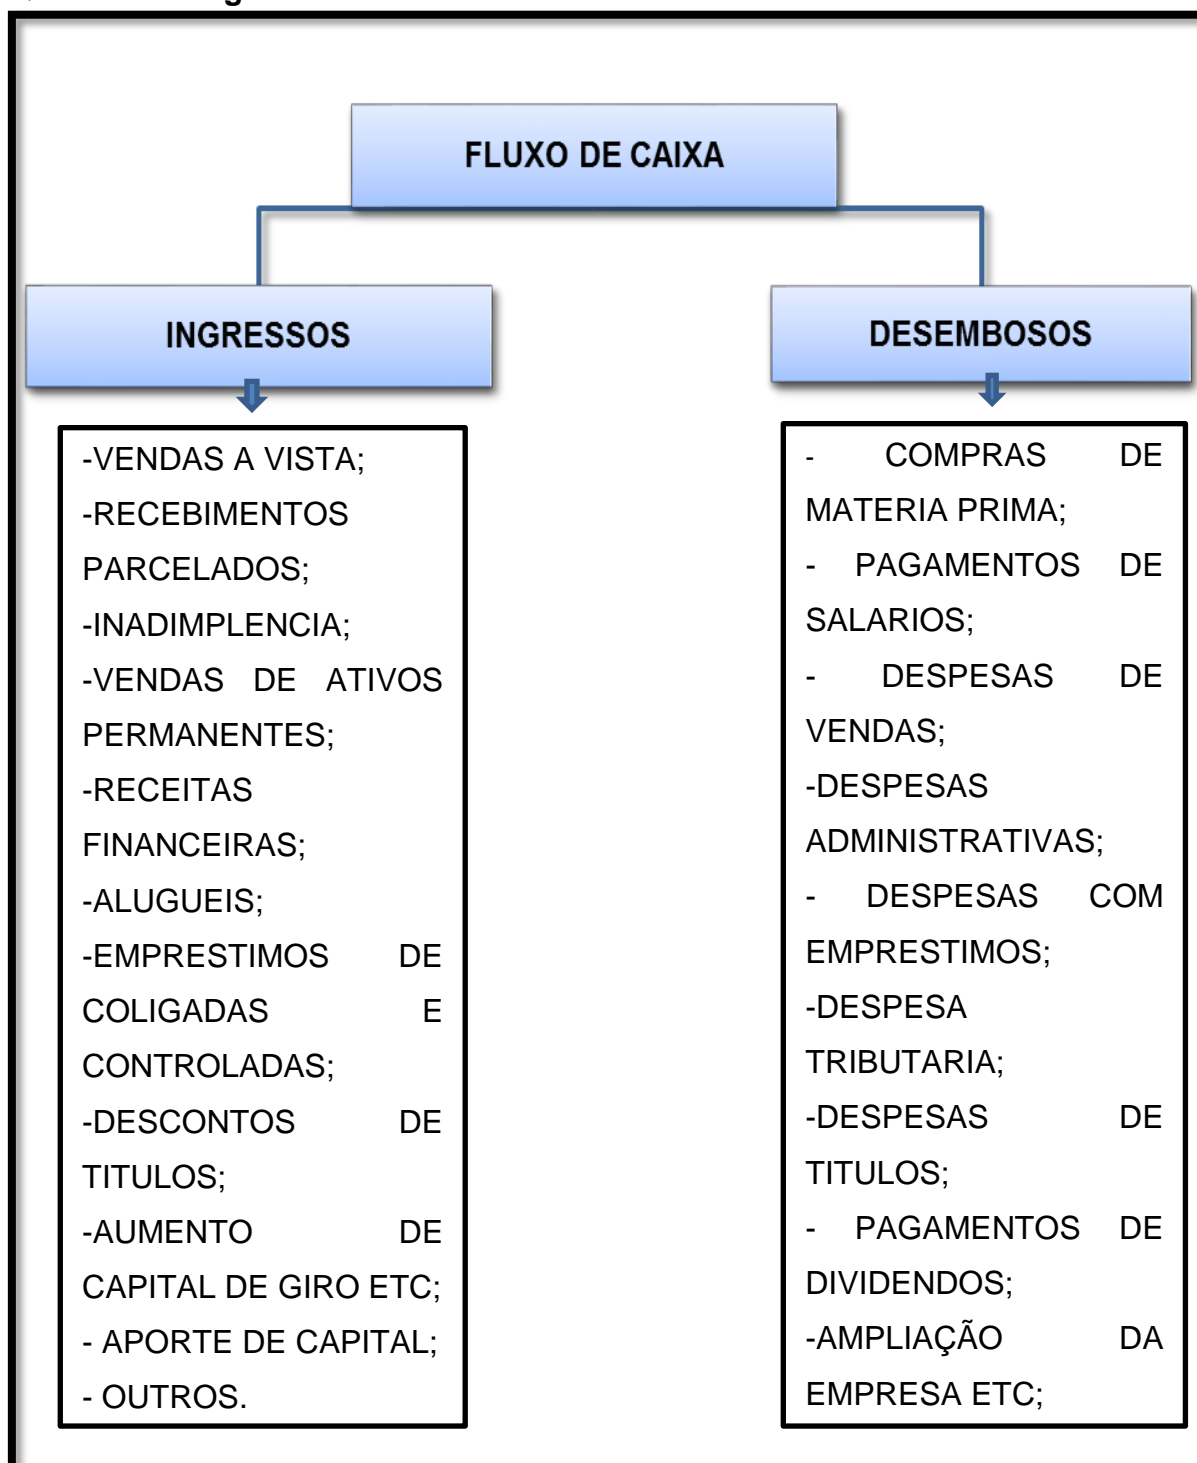 FLUXO DE CAIXA
INGRESSOS
-VENDAS A VISTA;
-RECEBIMENTOS
PARCELADOS;
-INADIMPLENCIA;
-VENDAS DE ATIVOS
PERMANENTES;
-RECEITAS
FINANCEIRAS;
-ALUGUEIS;
-EMPRESTIMOS DE
COLIGADAS E
CONTROLADAS;
-DESCONTOS DE
TITULOS;
-AUMENTO DE
CAPITAL DE GIRO ETC;
- APORTE DE CAPITAL;
- OUTROS.
DESEMBOSOS
- COMPRAS DE
MATERIA PRIMA;
- PAGAMENTOS DE
SALARIOS;
- DESPESAS DE
VENDAS;
-DESPESAS
ADMINISTRATIVAS;
- DESPESAS COM
EMPRESTIMOS;
-DESPESA
TRIBUTARIA;
-DESPESAS DE
TITULOS;
- PAGAMENTOS DE
DIVIDENDOS;
-AMPLIAÇÃO DA
EMPRESA ETC;